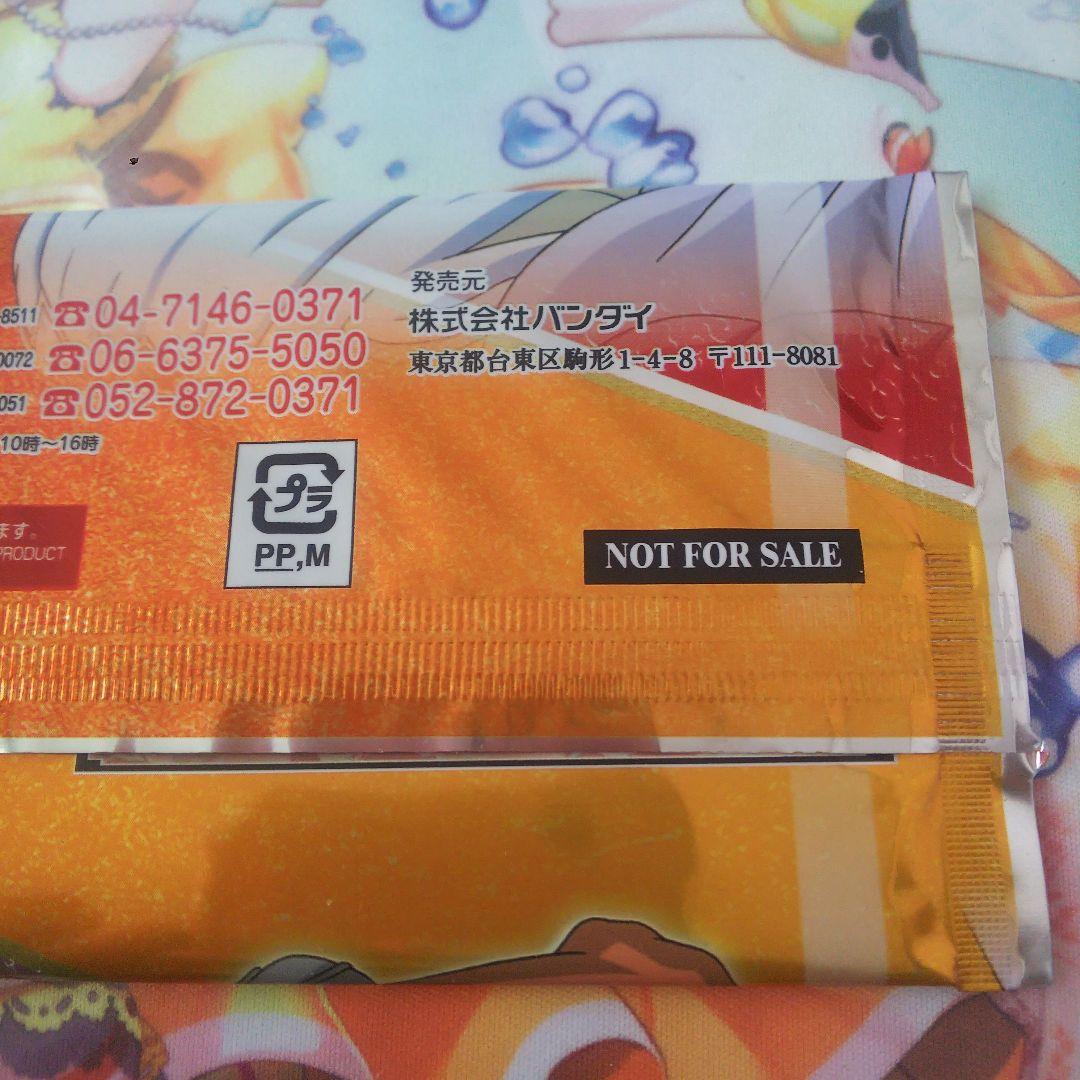 -8511 ☎04-7146-0371
0072 ☎06-6375-5050
051 ☎052-872-0371
10時～16時
発売元
株式会社バンダイ
東京都台東区駒形1-4-8 〒111-8081
プラ
PP,M
ます。
PRODUCT
NOT FOR SALE